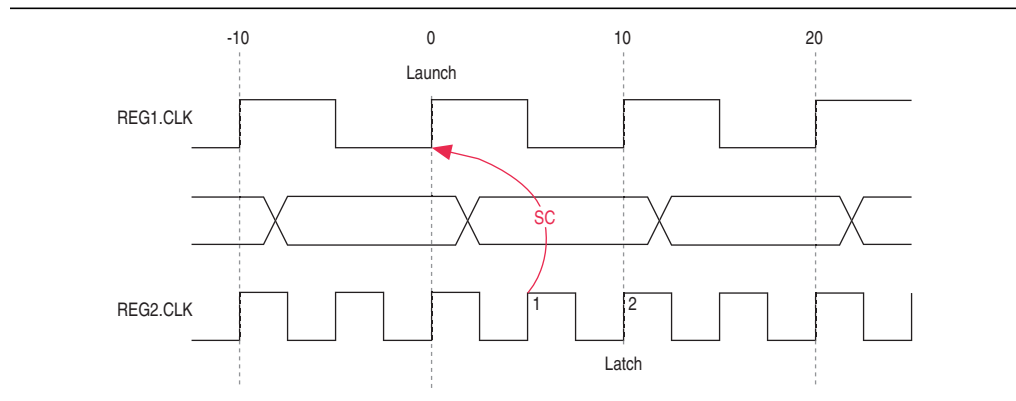 -10 0 10 20
Launch
REG1.CLK
SC
REG2.CLK 1 2
Latch